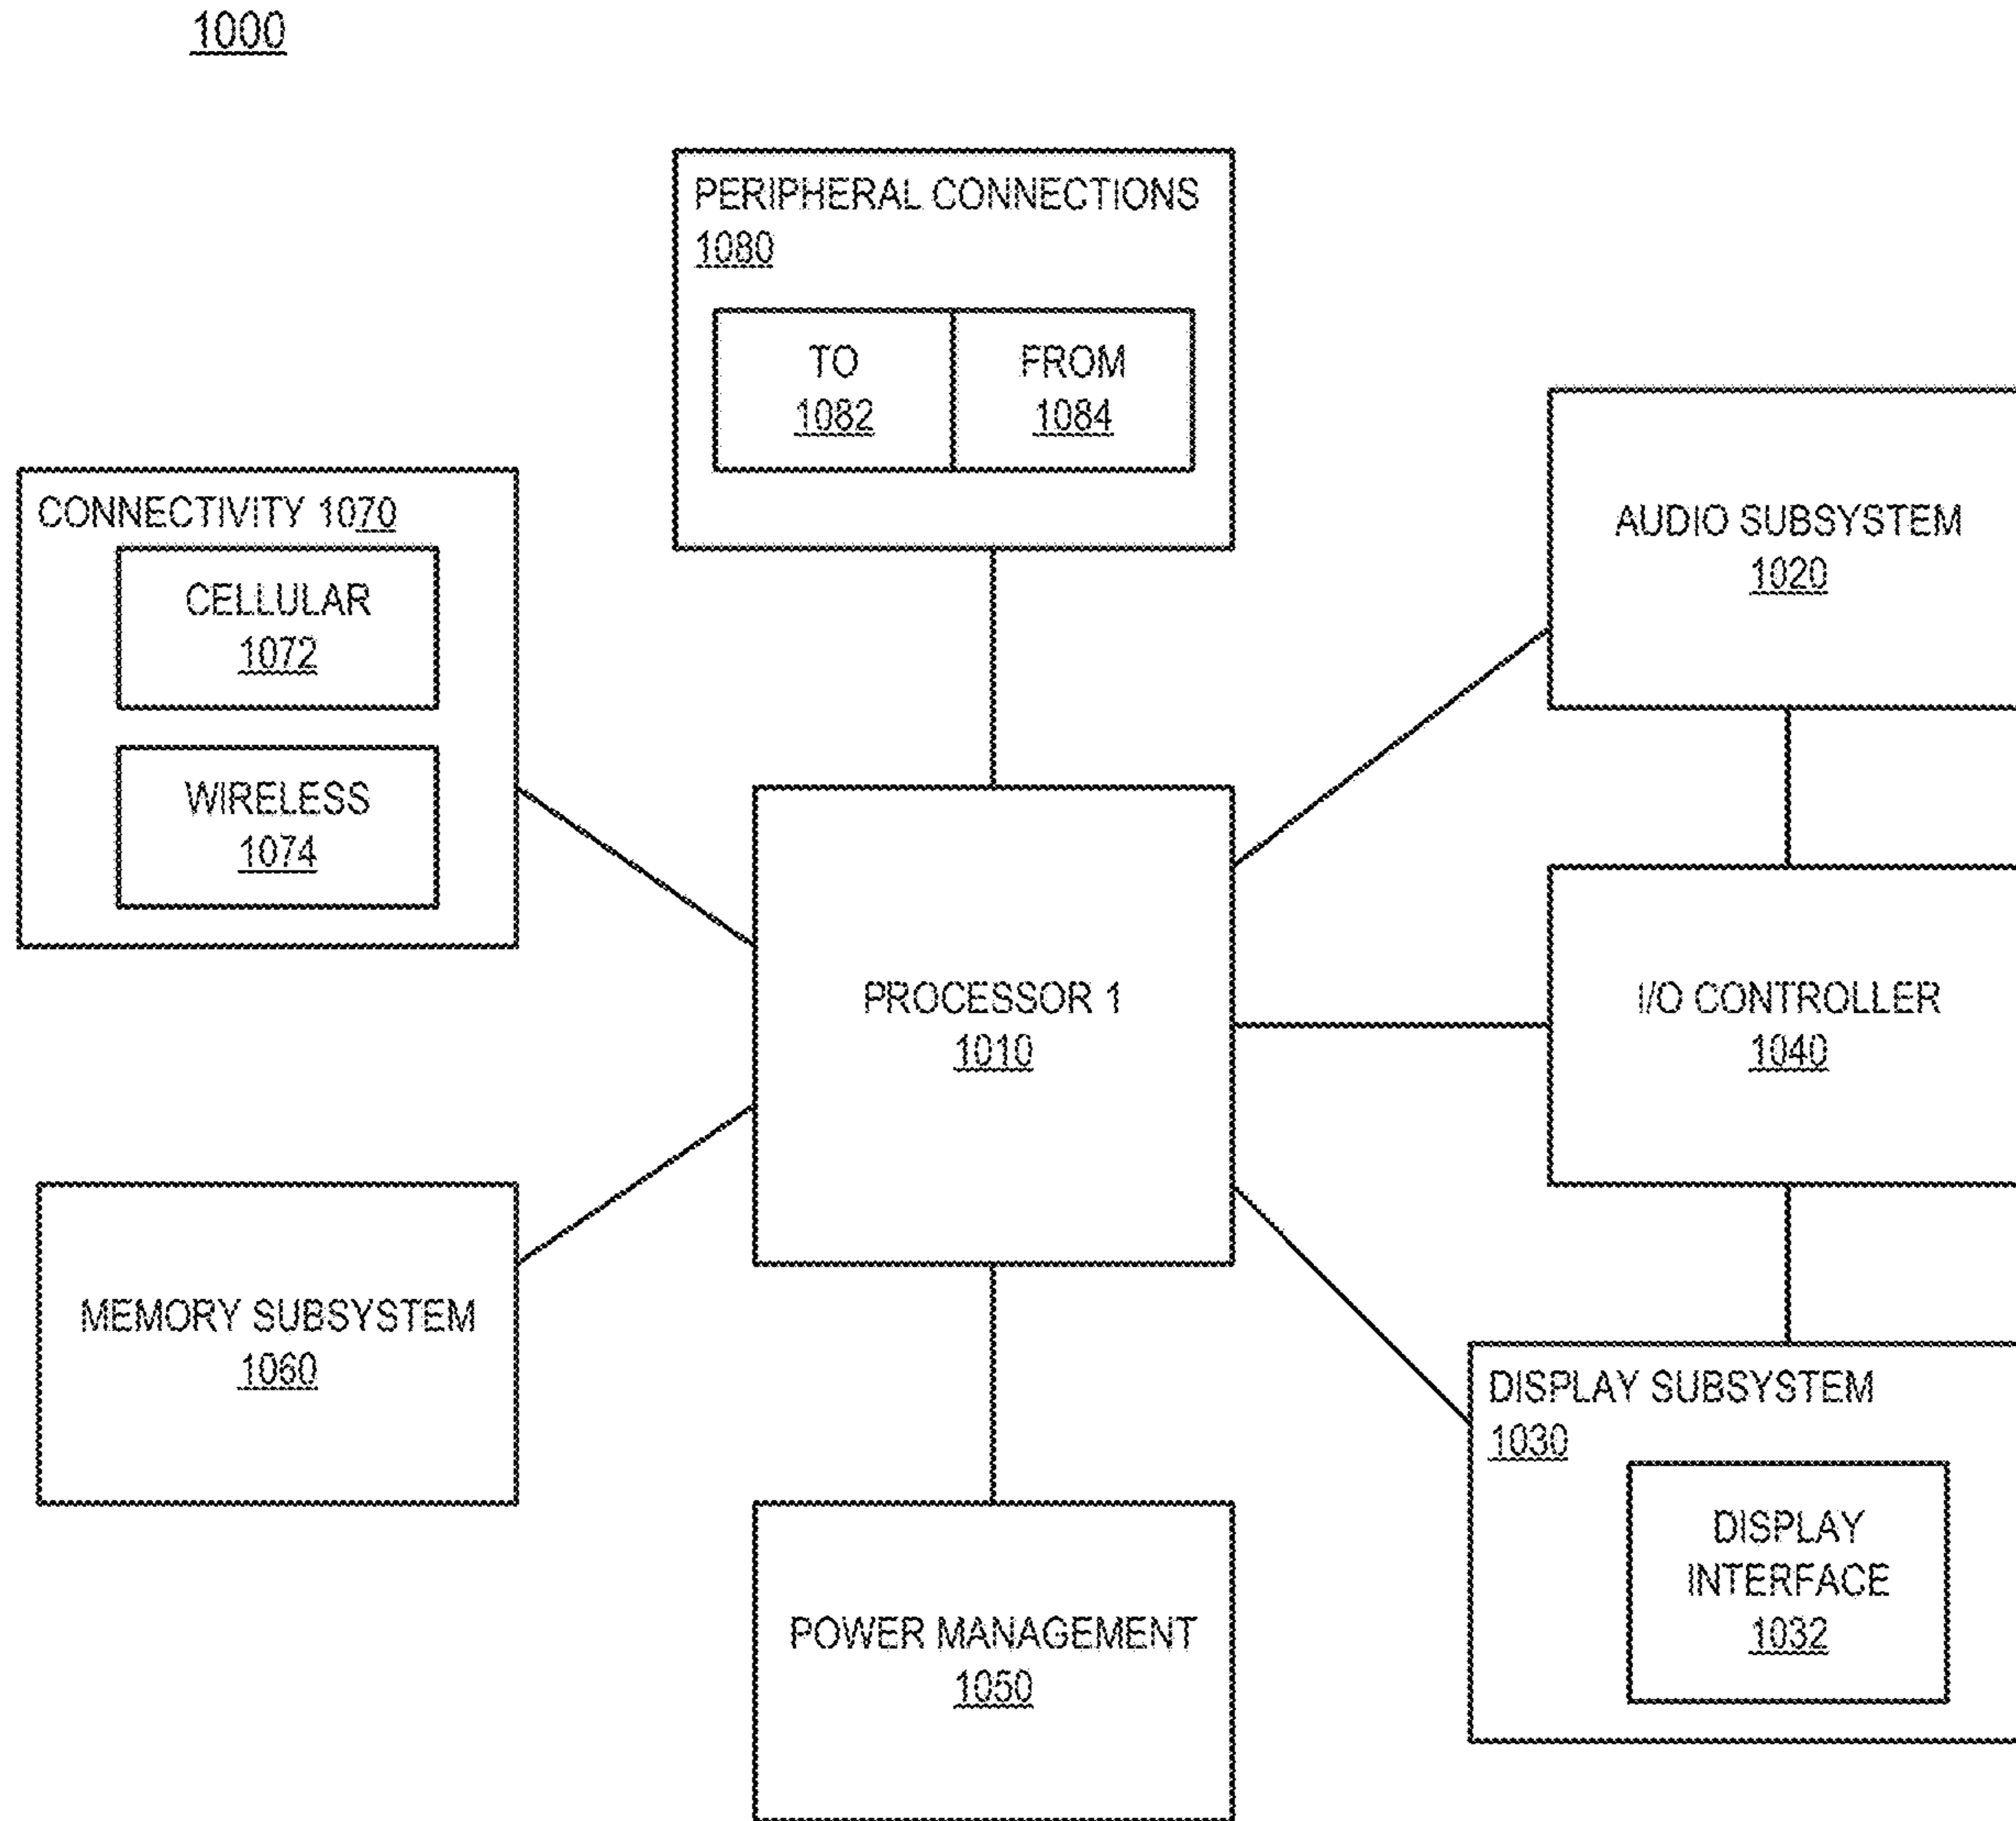 1000
PERIPHERAL CONNECTIONS
1080
TO
1082
FROM
1084
CONNECTIVITY 1070
CELLULAR
1072
WIRELESS
1074
AUDIO SUBSYSTEM
1020
PROCESSOR 1
1010
I/O CONTROLLER
1040
MEMORY SUBSYSTEM
1060
DISPLAY SUBSYSTEM
1030
DISPLAY
INTERFACE
1032
POWER MANAGEMENT
1050